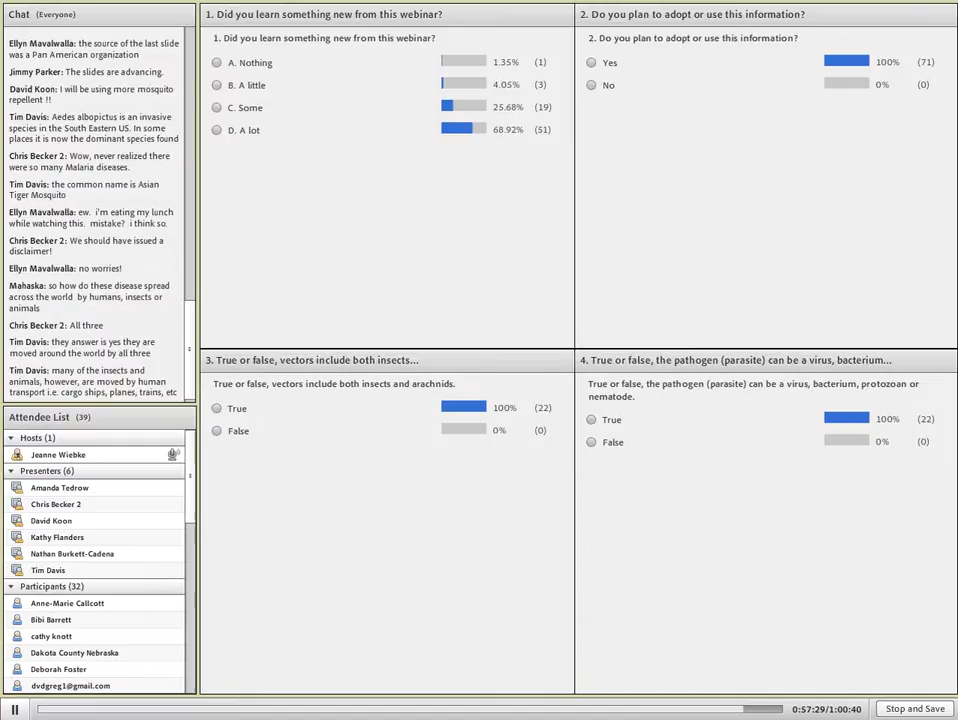 Chat (Everyone)
Ellyn Mavalwalla: the source of the last slide
was a Pan American organization
Jimmy Parker: The slides are advancing.
David Koon: I will be using more mosquito
repellent !!
Tim Davis: Aedes albopictus is an invasive
species in the South Eastern US. In some
places it is now the dominant species found
Chris Becker 2: Wow, never realized there
were so many Malaria diseases.
Tim Davis: the common name is Asian
Tiger Mosquito
Ellyn Mavalwalla: ew. i'm eating my lunch
while watching this. mistake? i think so.
Chris Becker 2: We should have issued a
disclaimer!
Ellyn Mavalwalla: no worries!
Mahaska: so how do these disease spread
across the world by humans, insects or
animals
Chris Becker 2: All three
Tim Davis: they answer is yes they are
moved around the world by all three
Tim Davis: many of the insects and
animals, however, are moved by human
transport i.e. cargo ships, planes, trains, etc
Attendee List (39)
Hosts (1)
Jeanne Wiebke
Presenters (6)
Amanda Tedrow
Chris Becker 2
David Koon
Kathy Flanders
Nathan Burkett-Cadena
Tim Davis
Participants (32)
Anne-Marie Callcott
Bibi Barrett
cathy knott
Dakota County Nebraska
Deborah Foster
dvdgreg1@gmail.com
1. Did you learn something new from this webinar?
1. Did you learn something new from this webinar?
A. Nothing 1.35% (1)
B. A little 4.05% (3)
C. Some 25.68% (19)
D. A lot 68.92% (51)
2. Do you plan to adopt or use this information?
2. Do you plan to adopt or use this information?
Yes 100% (71)
No 0% (0)
3. True or false, vectors include both insects...
True or false, vectors include both insects and arachnids.
True 100% (22)
False 0% (0)
4. True or false, the pathogen (parasite) can be a virus, bacterium...
True or false, the pathogen (parasite) can be a virus, bacterium, protozoan or
nematode.
True 100% (22)
False 0% (0)
0:57:29/1:00:40
Stop and Save